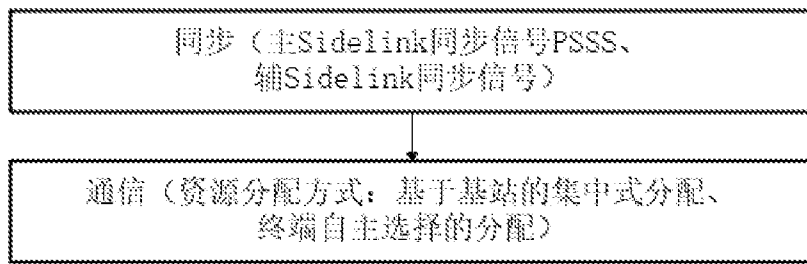 同步（主Sidelink同步信号PSSS、
辅Sidelink同步信号）
通信（资源分配方式：基于基站的集中式分配、
终端自主选择的分配）